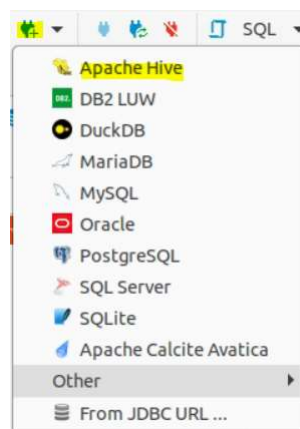 SQL
Apache Hive
DB2 LUW
DuckDB
MariaDB
MySQL
Oracle
PostgreSQL
SQL Server
SQLite
Apache Calcite Avatica
Other
From JDBC URL ...